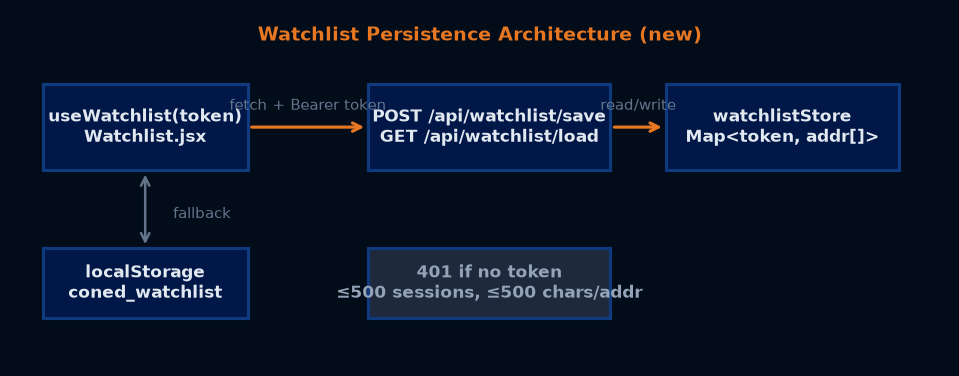 Watchlist Persistence Architecture (new)
useWatchlist(token)
Watchlist.jsx
fetch + Bearer token
POST /api/watchlist/save
GET /api/watchlist/load
read/write
watchlistStore
Map<token, addr[]>
fallback
localStorage
coned_watchlist
401 if no token
≤500 sessions, ≤500 chars/addr